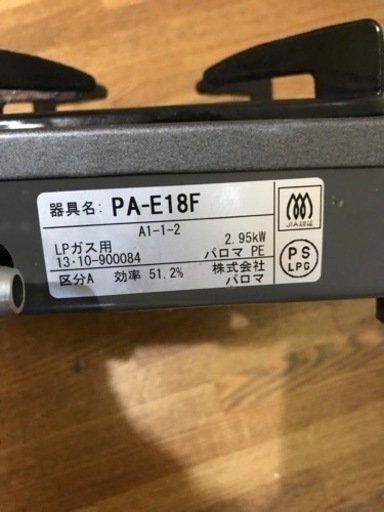 器具名: PA-E18F
A1-1-2
LPガス用 2.95kW
13・10-900084 パロマ PE
区分A 効率 51.2% 株式会社
パロマ
JIA認証
PS
LPG